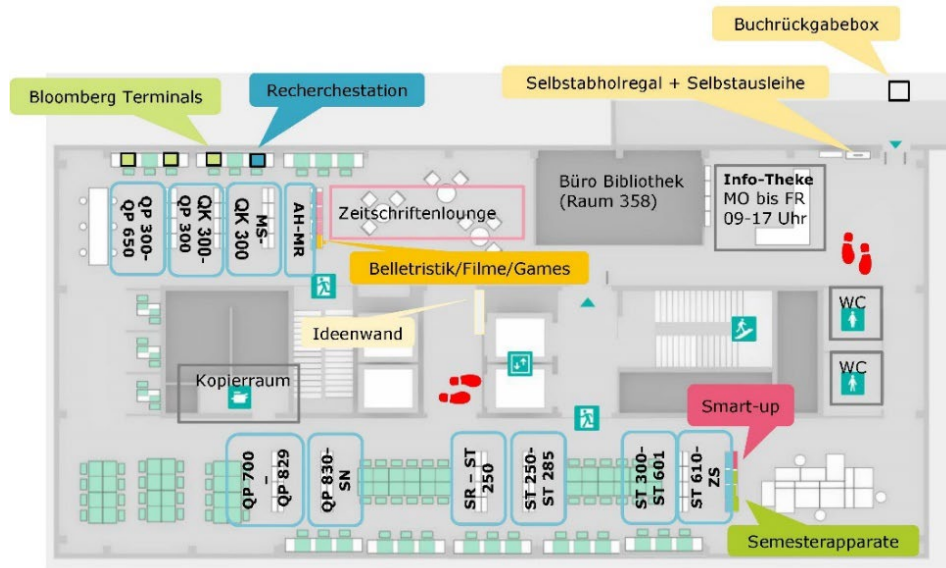 Buchrückgabebox
Selbstabholregal + Selbstausleihe
Bloomberg Terminals
Recherchestation
QP 300-
QP 650
QK 300-
QP 300
MS-
QK 300
AH-MR
Zeitschriftenlounge
Büro Bibliothek
(Raum 358)
Info-Theke
MO bis FR
09-17 Uhr
Belletristik/Filme/Games
Ideenwand
WC
WC
Kopierraum
Smart-up
QP 700
–
QP 829
QP 830-
SN
SR – ST
250
ST 250-
ST 285
ST 300-
ST 601
ST 610-
ZS
Semesterapparate